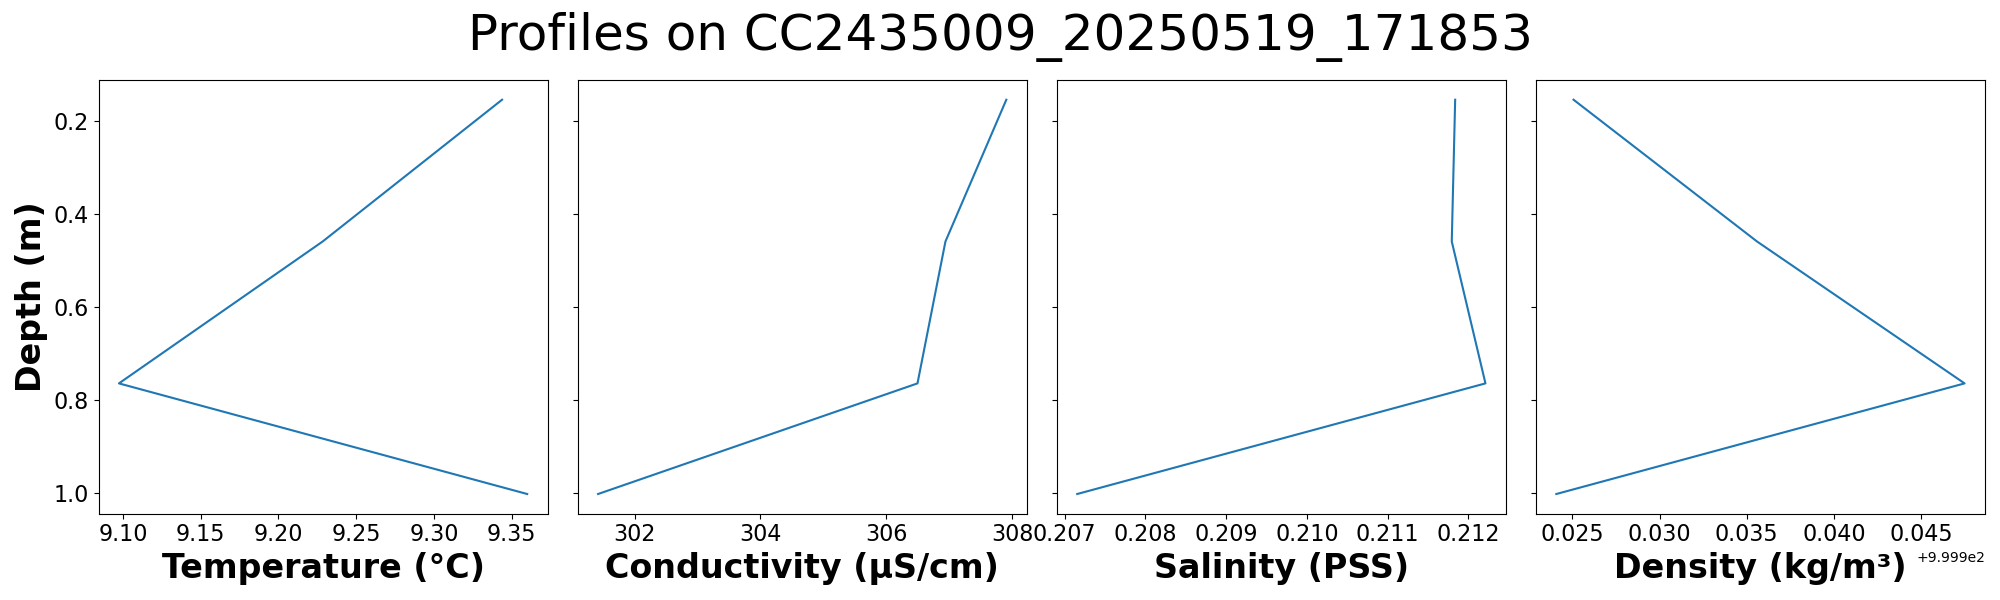 Profiles on CC2435009_20250519_171853
Depth (m)
0.2
0.4
0.6
0.8
1.0
9.10 9.15 9.20 9.25 9.30 9.35
Temperature (°C)
302 304 306 308
Conductivity (μS/cm)
0.207 0.208 0.209 0.210 0.211 0.212
Salinity (PSS)
0.025 0.030 0.035 0.040 0.045
+9.999e2
Density (kg/m³)